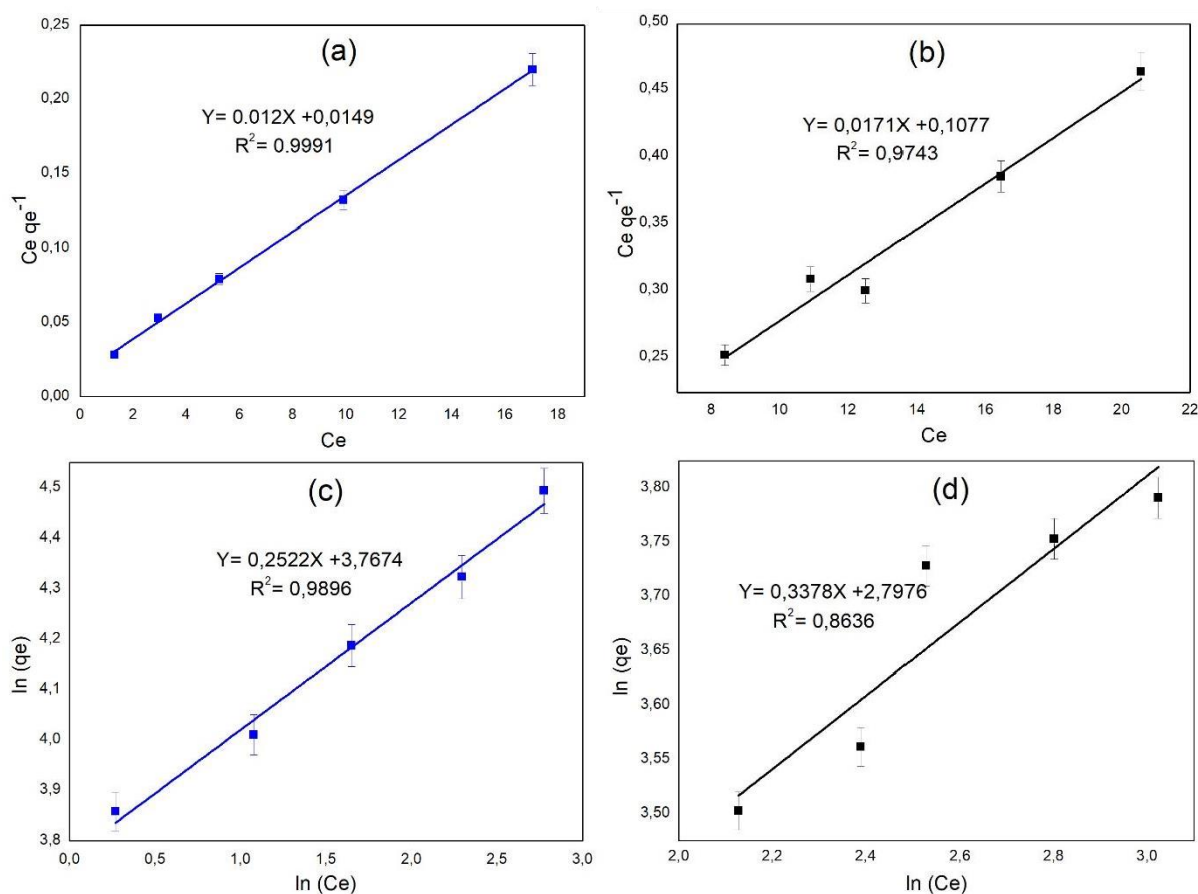 (a)
Y= 0.012X +0,0149
R²= 0.9991
Ce qe⁻¹
0,25
0,20
0,15
0,10
0,05
0,00
0 2 4 6 8 10 12 14 16 18
Ce
(b)
Y= 0,0171X +0,1077
R²= 0,9743
Ce qe⁻¹
0,50
0,45
0,40
0,35
0,30
0,25
8 10 12 14 16 18 20 22
Ce
(c)
Y= 0,2522X +3,7674
R²= 0,9896
ln (qe)
4,5
4,4
4,3
4,2
4,1
4,0
3,9
3,8
0,0 0,5 1,0 1,5 2,0 2,5 3,0
ln (Ce)
(d)
Y= 0,3378X +2,7976
R²= 0,8636
ln (qe)
3,80
3,75
3,70
3,65
3,60
3,55
3,50
2,0 2,2 2,4 2,6 2,8 3,0
ln (Ce)